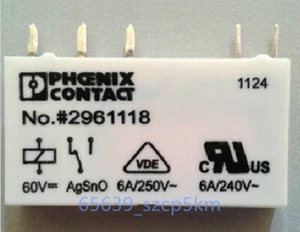 PHOENIX
CONTACT
1124
No.#2961118
VDE
C US
60V⎓ AgSnO 6A/250V~ 6A/240V~
65639_szcp5km